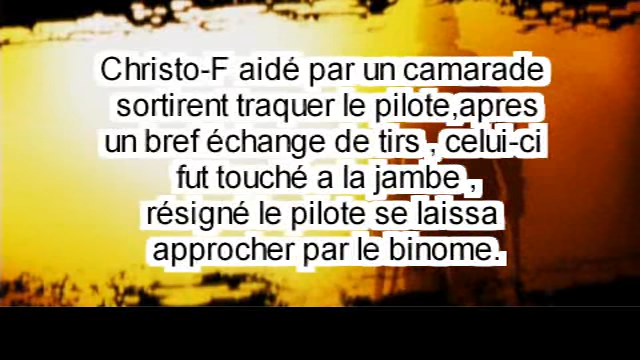 Christo-F aidé par un camarade
sortirent traquer le pilote,apres
un bref échange de tirs , celui-ci
fut touché a la jambe ,
résigné le pilote se laissa
approcher par le binome.